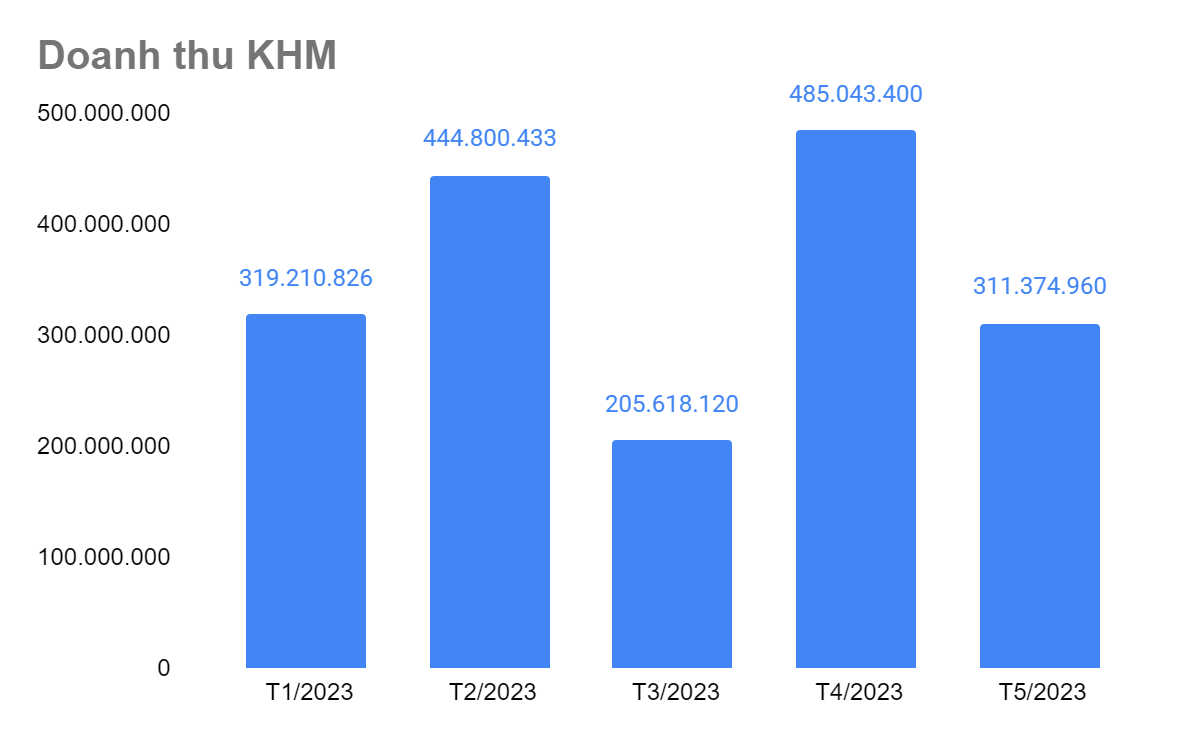 Doanh thu KHM
500.000.000
400.000.000
300.000.000
200.000.000
100.000.000
0
319.210.826
444.800.433
205.618.120
485.043.400
311.374.960
T1/2023
T2/2023
T3/2023
T4/2023
T5/2023